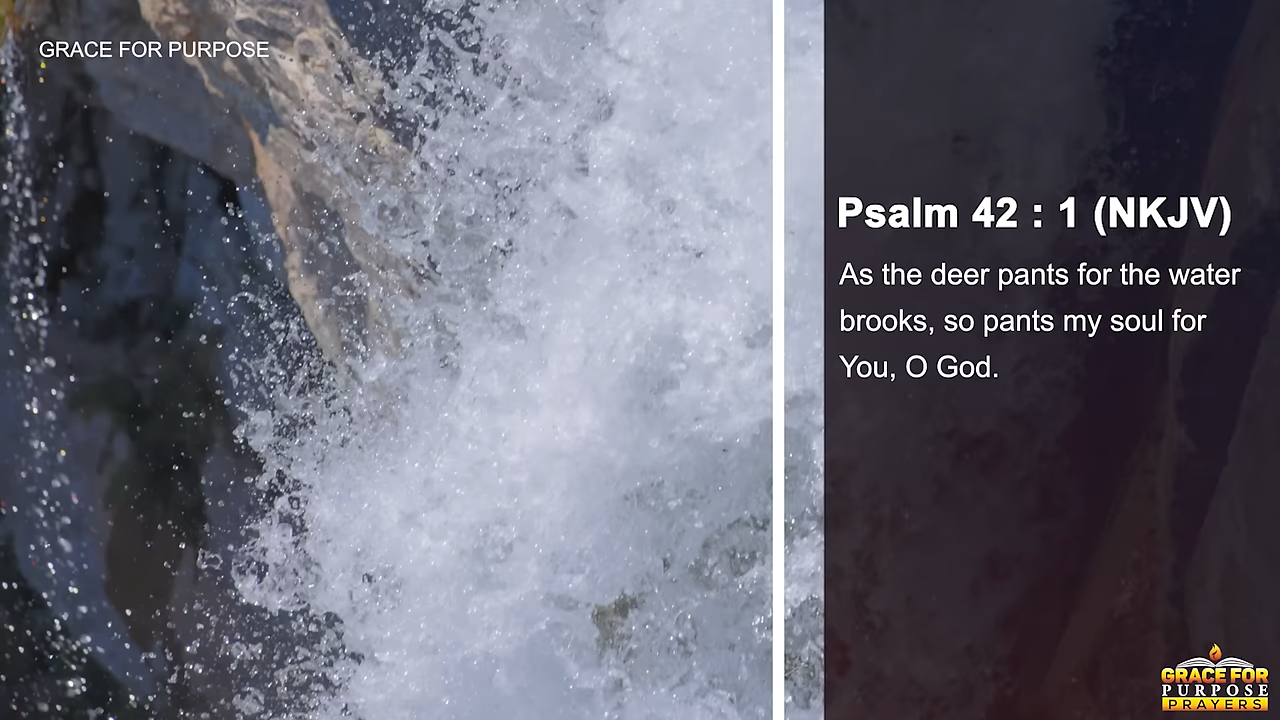 GRACE FOR PURPOSE
Psalm 42 : 1 (NKJV)
As the deer pants for the water
brooks, so pants my soul for
You, O God.
GRACE FOR
PURPOSE
PRAYERS